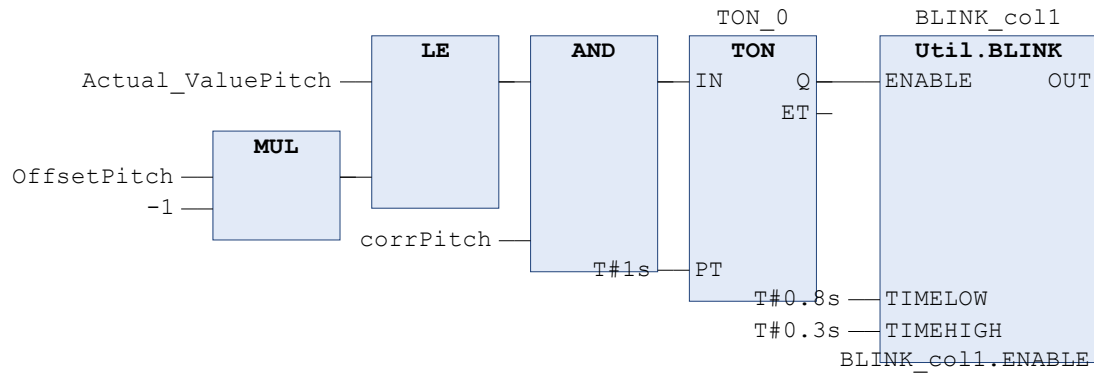 TON_0 BLINK_col1
LE AND TON Util.BLINK
Actual_ValuePitch IN Q ENABLE OUT
ET
MUL
OffsetPitch
-1
corrPitch
T#1s PT
T#0.8s TIMELOW
T#0.3s TIMEHIGH
BLINK_col1.ENABLE